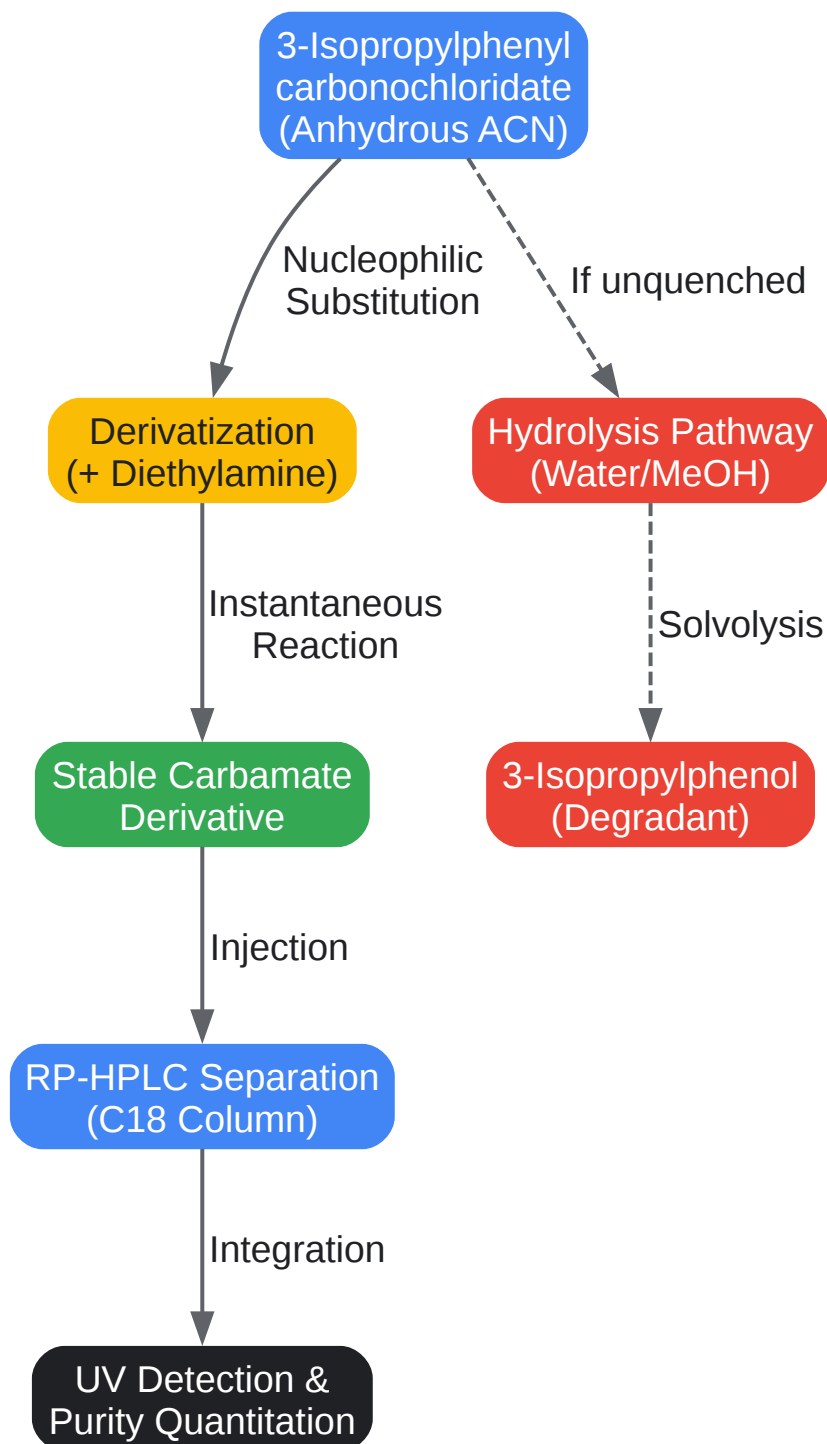 3-Isopropylphenyl
carbonochloridate
(Anhydrous ACN)
Nucleophilic
Substitution
If unquenched
Derivatization
(+ Diethylamine)
Hydrolysis Pathway
(Water/MeOH)
Instantaneous
Reaction
Solvolysis
Stable Carbamate
Derivative
3-Isopropylphenol
(Degradant)
Injection
RP-HPLC Separation
(C18 Column)
Integration
UV Detection &
Purity Quantitation